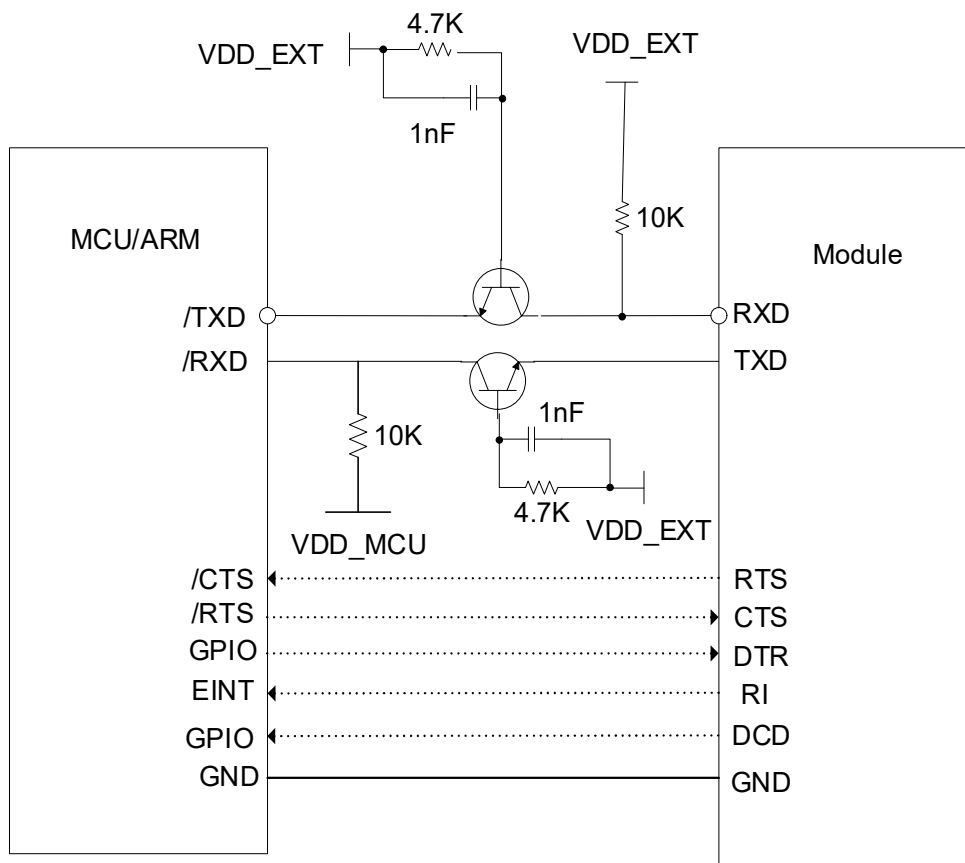 4.7K
VDD_EXT
VDD_EXT
1nF
10K
MCU/ARM
Module
/TXD
RXD
/RXD
TXD
1nF
10K
4.7K
VDD_EXT
VDD_MCU
/CTS
RTS
/RTS
CTS
GPIO
DTR
EINT
RI
GPIO
DCD
GND
GND